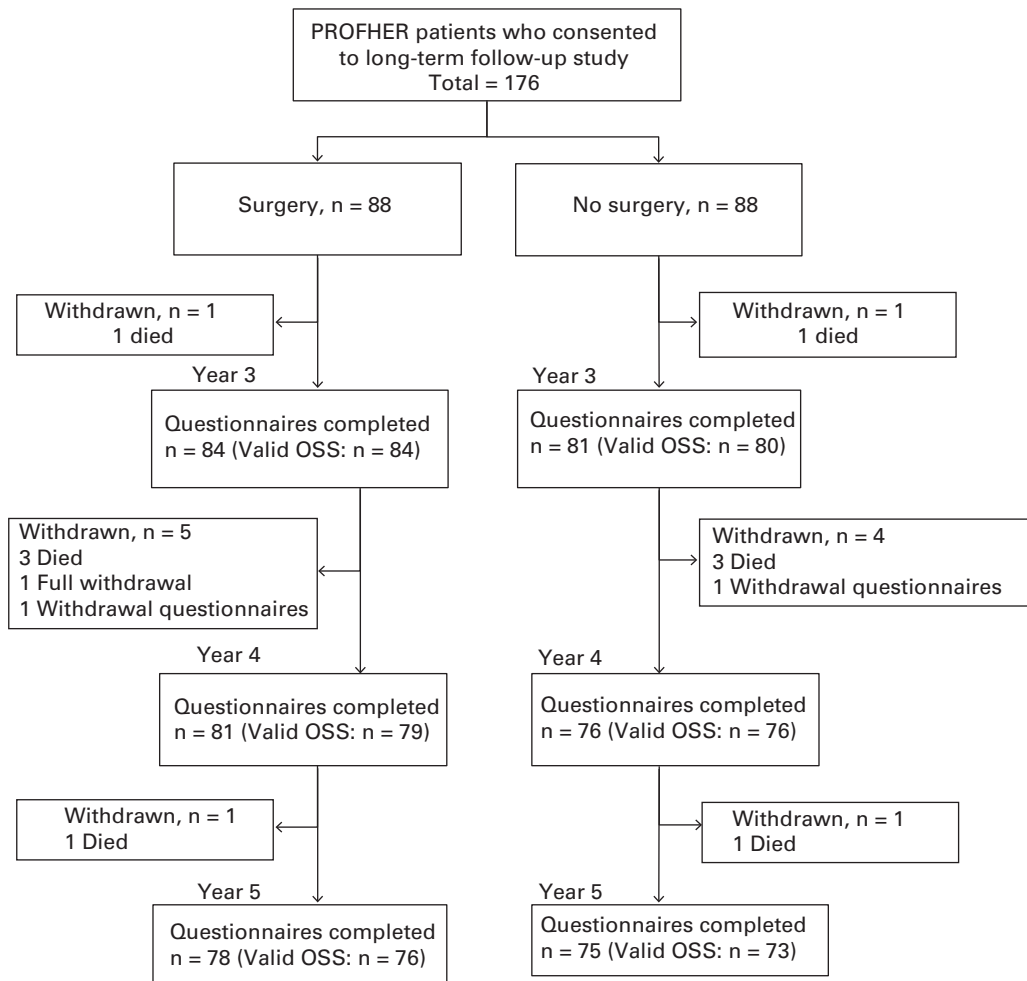 PROFHER patients who consented
to long-term follow-up study
Total = 176
Surgery, n = 88
No surgery, n = 88
Withdrawn, n = 1
1 died
Withdrawn, n = 1
1 died
Year 3
Year 3
Questionnaires completed
n = 84 (Valid OSS: n = 84)
Questionnaires completed
n = 81 (Valid OSS: n = 80)
Withdrawn, n = 5
3 Died
1 Full withdrawal
1 Withdrawal questionnaires
Withdrawn, n = 4
3 Died
1 Withdrawal questionnaires
Year 4
Year 4
Questionnaires completed
n = 81 (Valid OSS: n = 79)
Questionnaires completed
n = 76 (Valid OSS: n = 76)
Withdrawn, n = 1
1 Died
Withdrawn, n = 1
1 Died
Year 5
Year 5
Questionnaires completed
n = 78 (Valid OSS: n = 76)
Questionnaires completed
n = 75 (Valid OSS: n = 73)